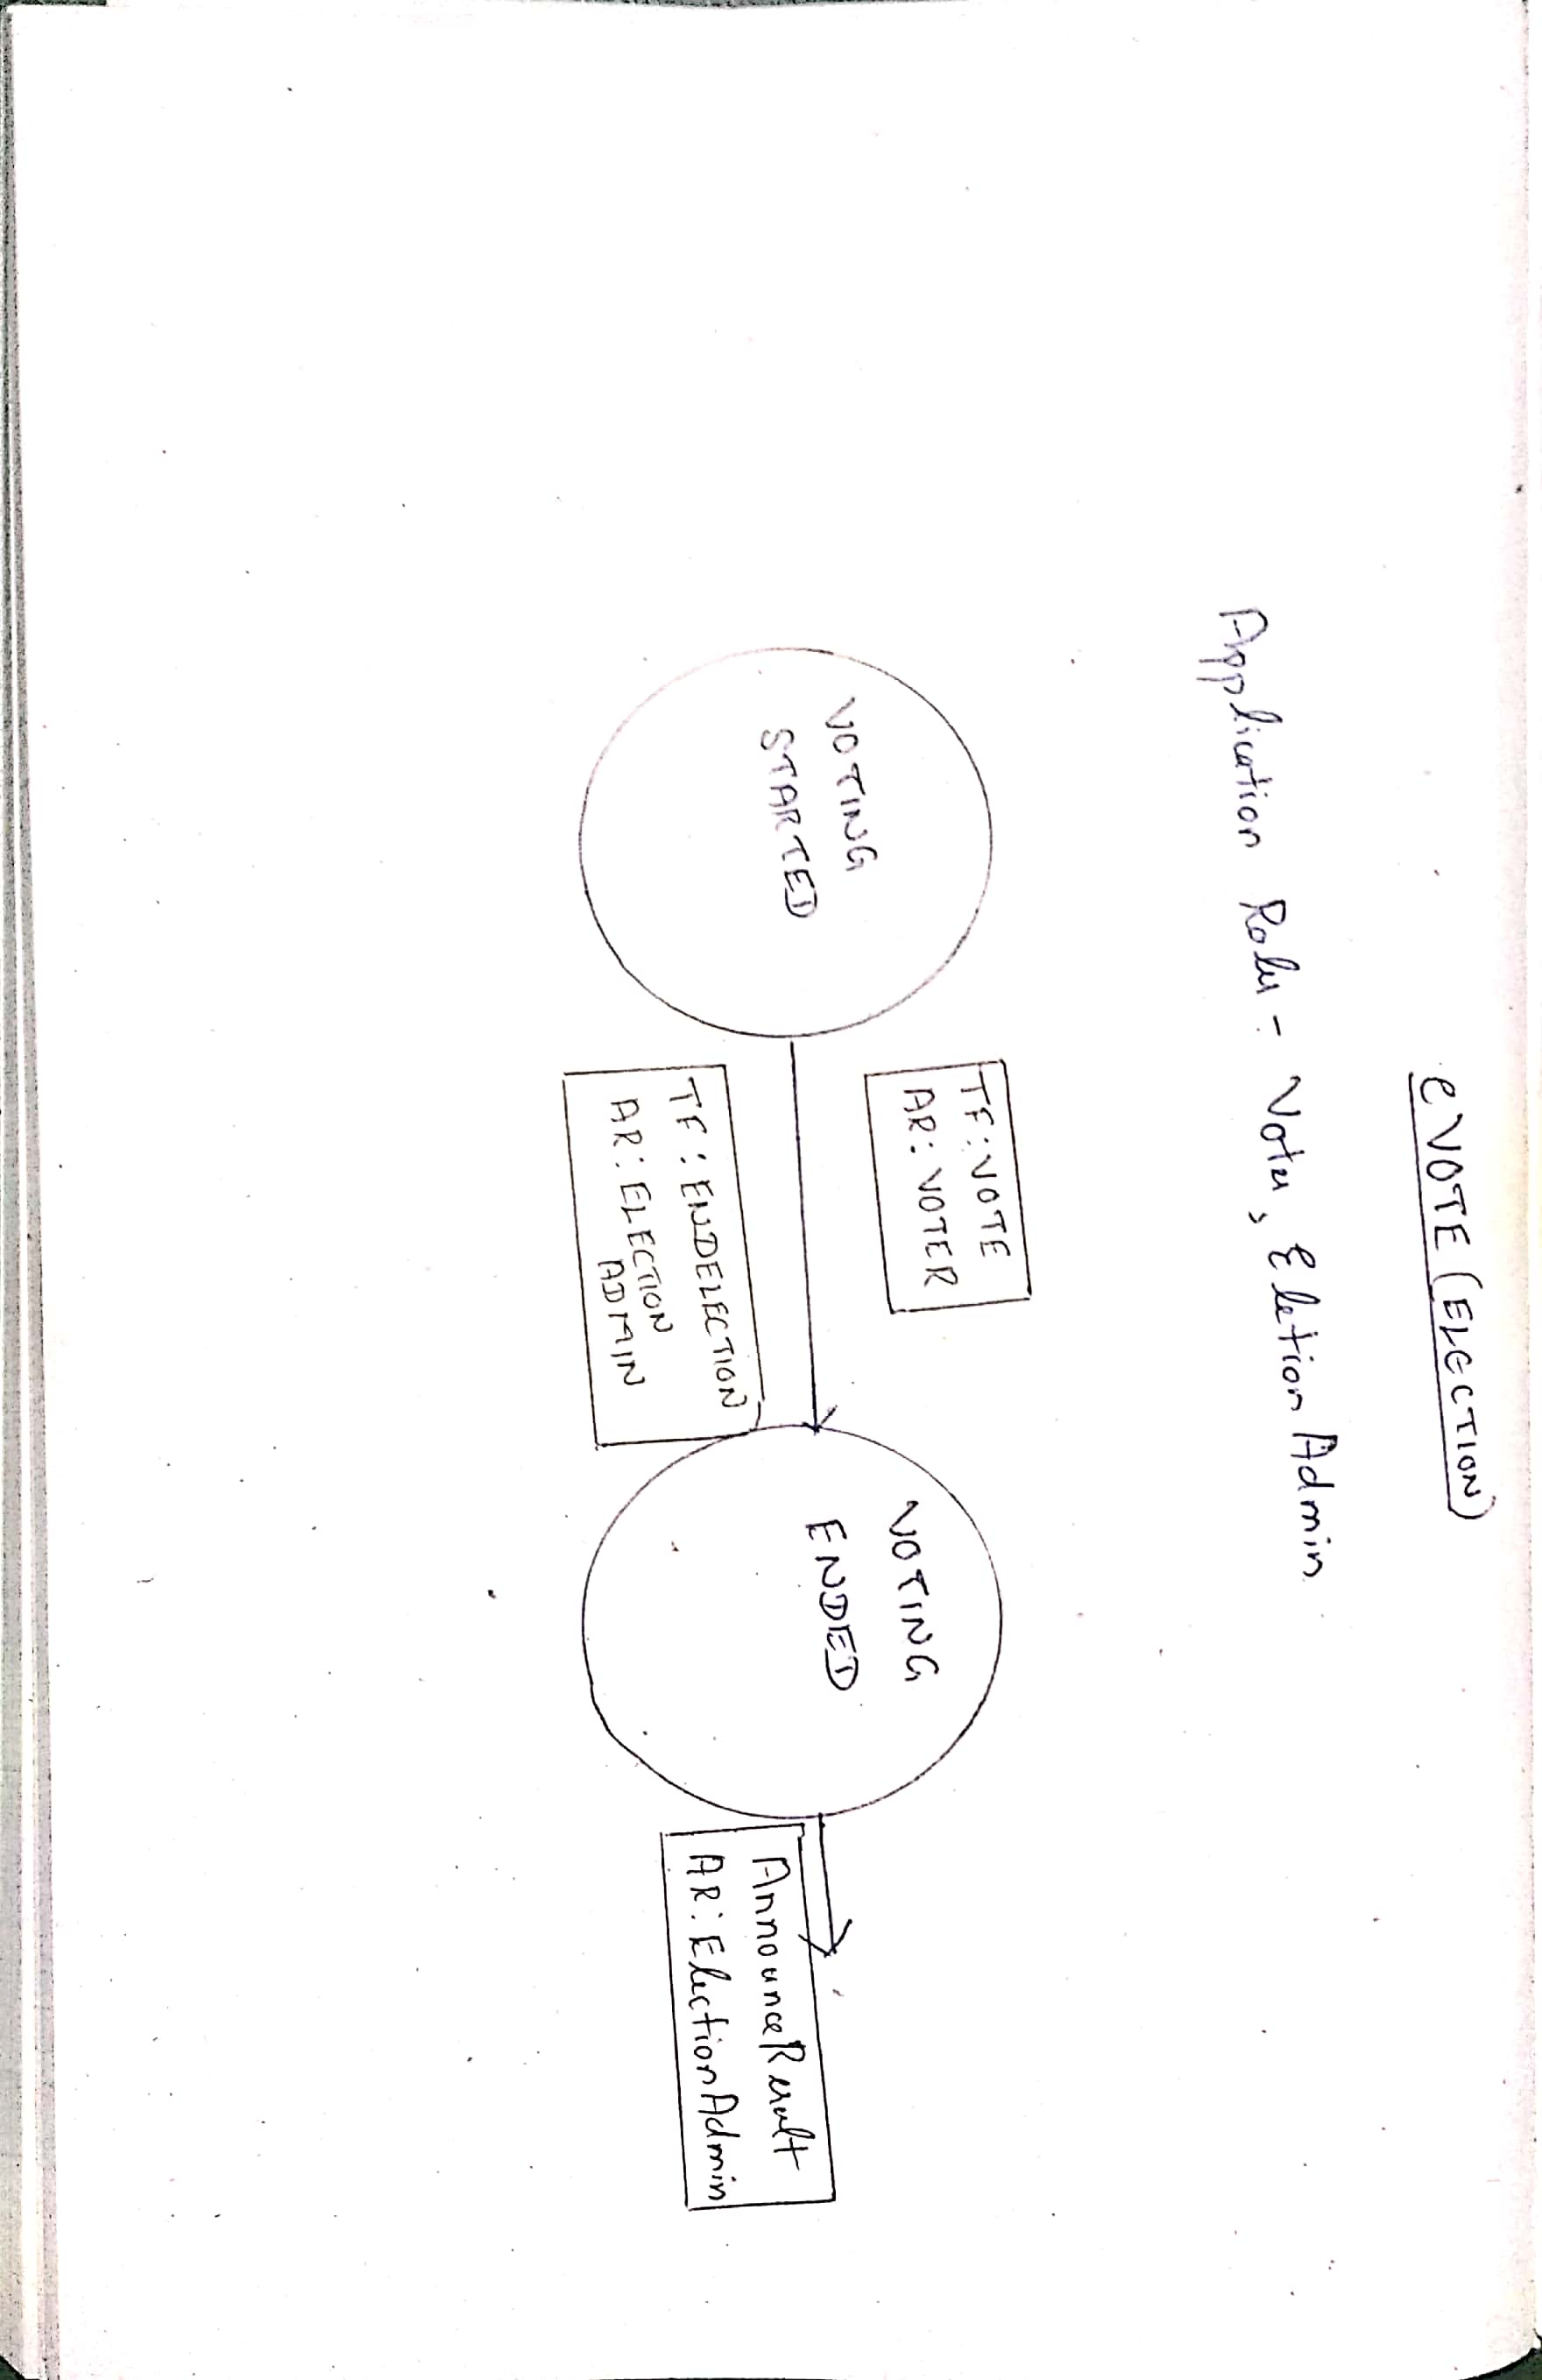 eVOTE (ELECTION)
Application Roles - Voter, Eletion Admin
TF: VOTE
AR: VOTER
VOTING
STARTED
VOTING
ENDED
TF: ENDELECTION
AR: ELECTION
ADMIN
AnnounceResult
AR: ElectionAdmin